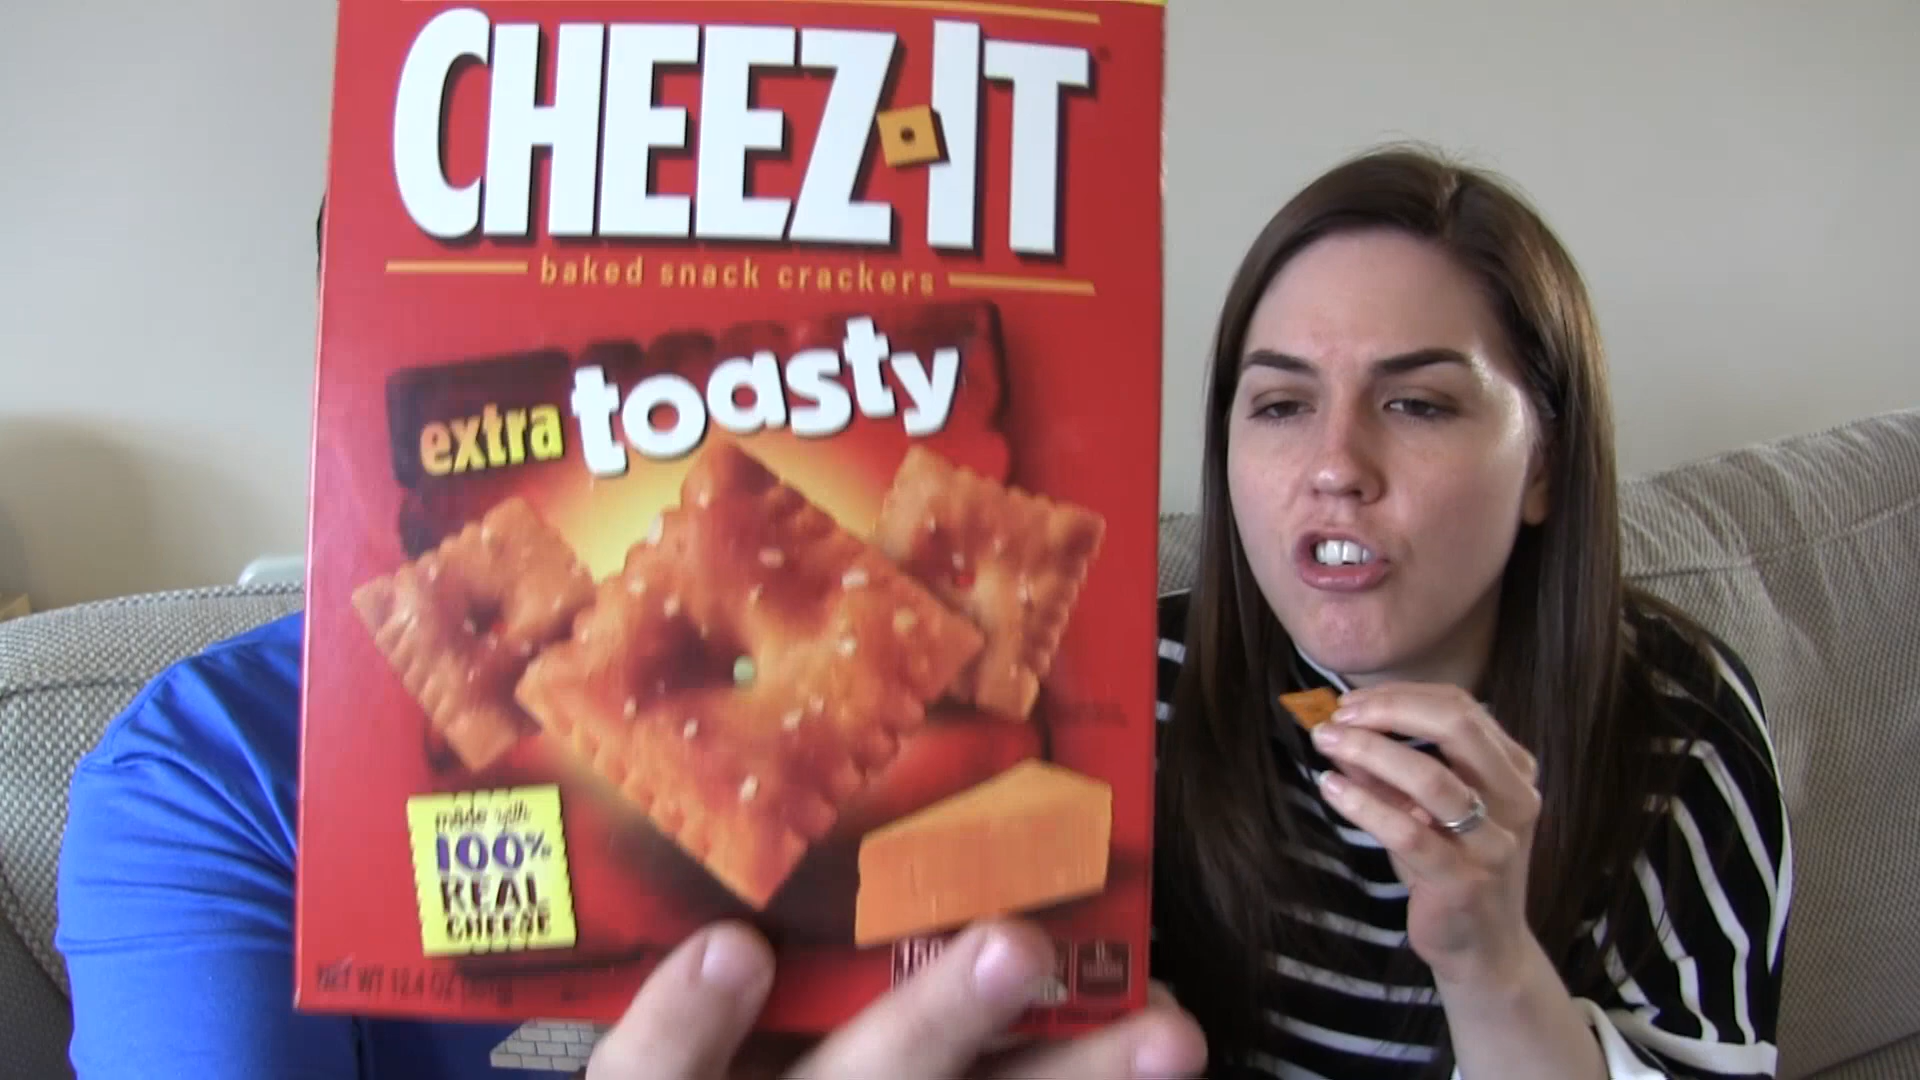 CHEEZ-IT
baked snack crackers
extra toasty
made with
100%
REAL
CHEESE
NET WT 12.4 OZ